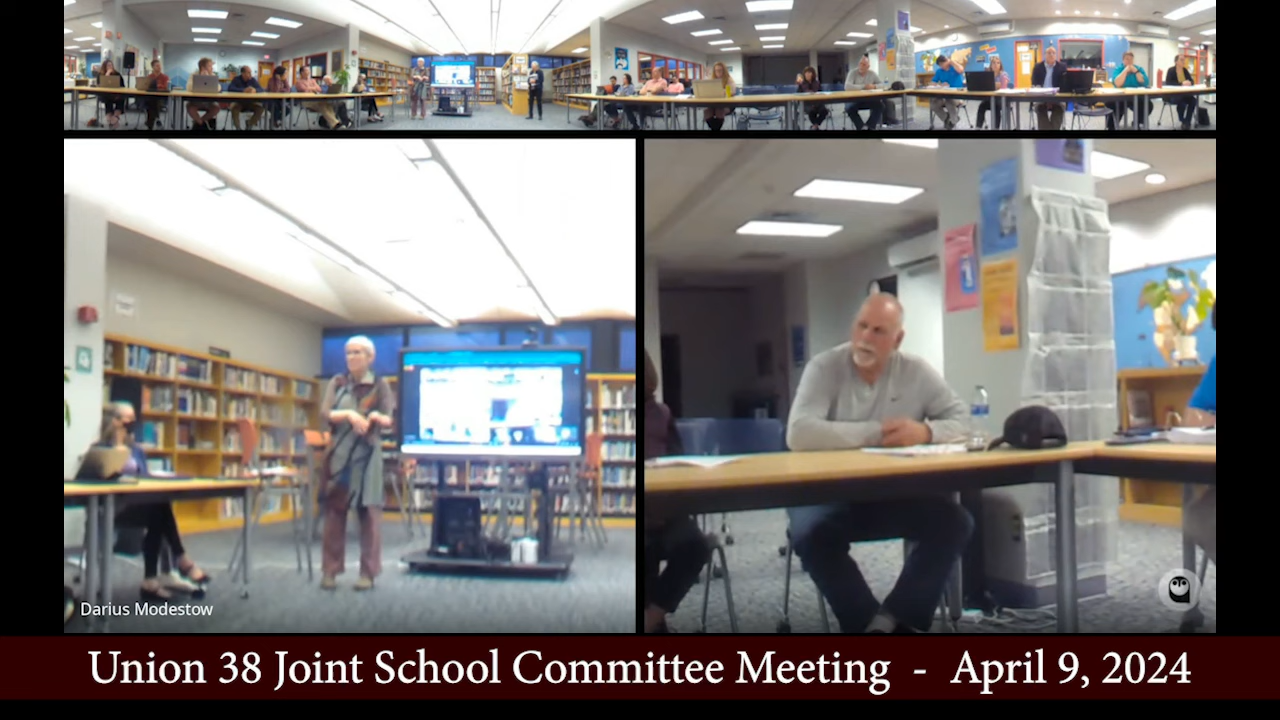 Darius Modestow
Union 38 Joint School Committee Meeting - April 9, 2024